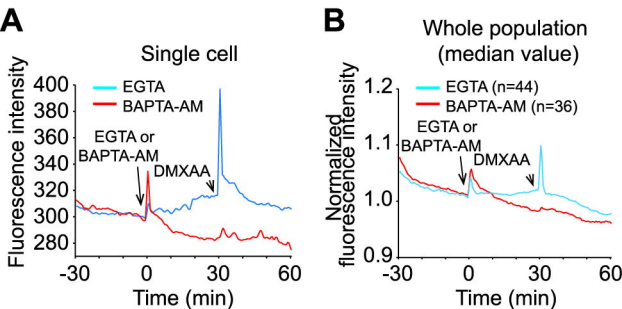 A
Single cell
Fluorescence intensity
400
380
360
340
320
300
280
EGTA
BAPTA-AM
EGTA or
BAPTA-AM
DMXAA
-30
0
30
60
Time (min)
B
Whole population
(median value)
Normalized
fluorescence intensity
1.2
1.1
1.0
0.9
EGTA (n=44)
BAPTA-AM (n=36)
EGTA or
BAPTA-AM
DMXAA
-30
0
30
60
Time (min)